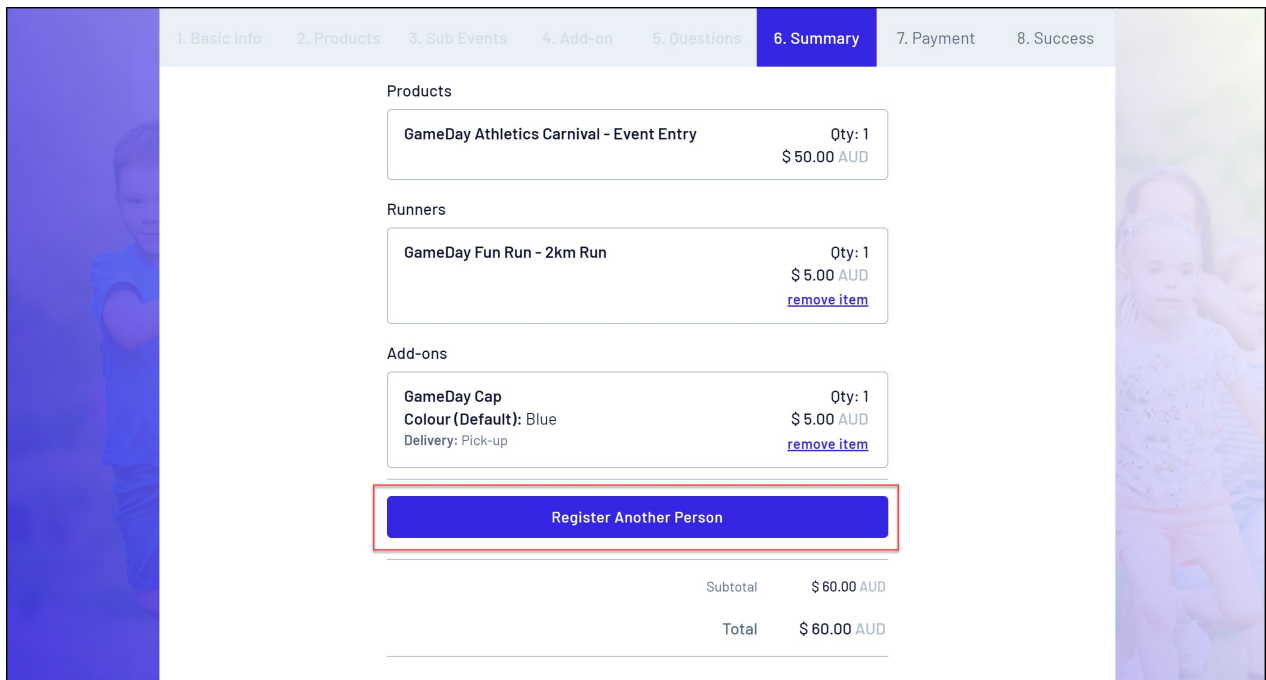 1. Basic Info 2. Products 3. Sub Events 4. Add-on 5. Questions 6. Summary 7. Payment 8. Success
Products
GameDay Athletics Carnival - Event Entry Qty: 1
$ 50.00 AUD
Runners
GameDay Fun Run - 2km Run Qty: 1
$ 5.00 AUD
remove item
Add-ons
GameDay Cap Qty: 1
Colour (Default): Blue $ 5.00 AUD
Delivery: Pick-up remove item
Register Another Person
Subtotal $ 60.00 AUD
Total $ 60.00 AUD